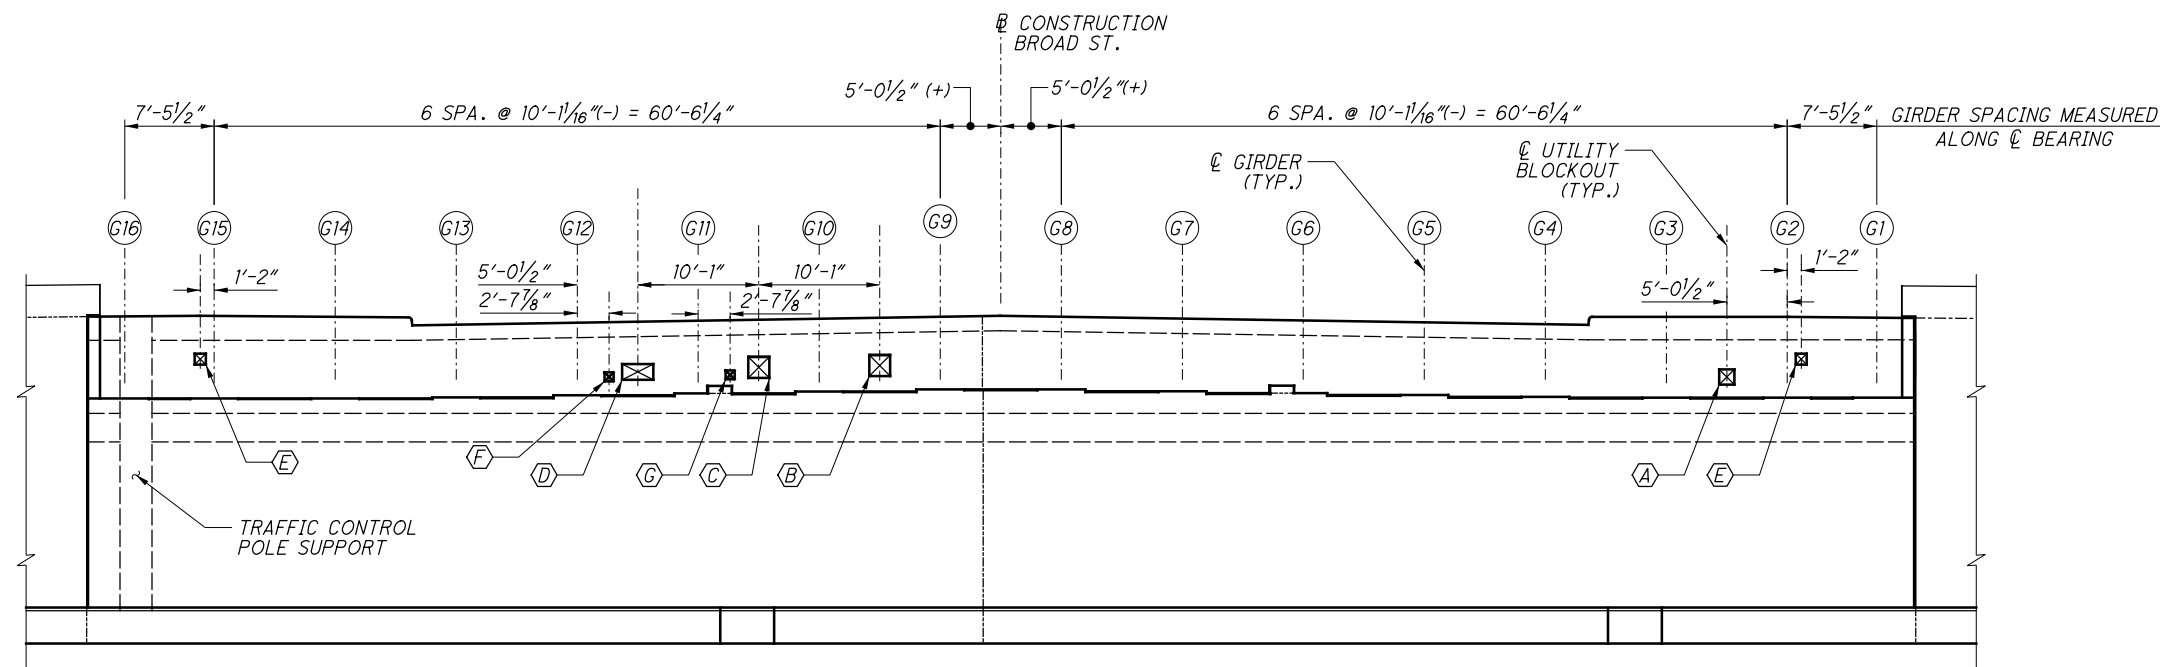 ℄ CONSTRUCTION
BROAD ST.
5'-0½" (+)
5'-0½"(+)
7'-5½"
6 SPA. @ 10'-1 1/16"(-) = 60'-6¼"
6 SPA. @ 10'-1 1/16"(-) = 60'-6¼"
7'-5½"
GIRDER SPACING MEASURED
ALONG ℄ BEARING
℄ GIRDER
(TYP.)
℄ UTILITY
BLOCKOUT
(TYP.)
G16
G15
G14
G13
G12
G11
G10
G9
G8
G7
G6
G5
G4
G3
G2
G1
1'-2"
5'-0½"
10'-1"
10'-1"
1'-2"
2'-7⅞"
2'-7⅞"
5'-0½"
E
F
D
G
C
B
A
E
TRAFFIC CONTROL
POLE SUPPORT